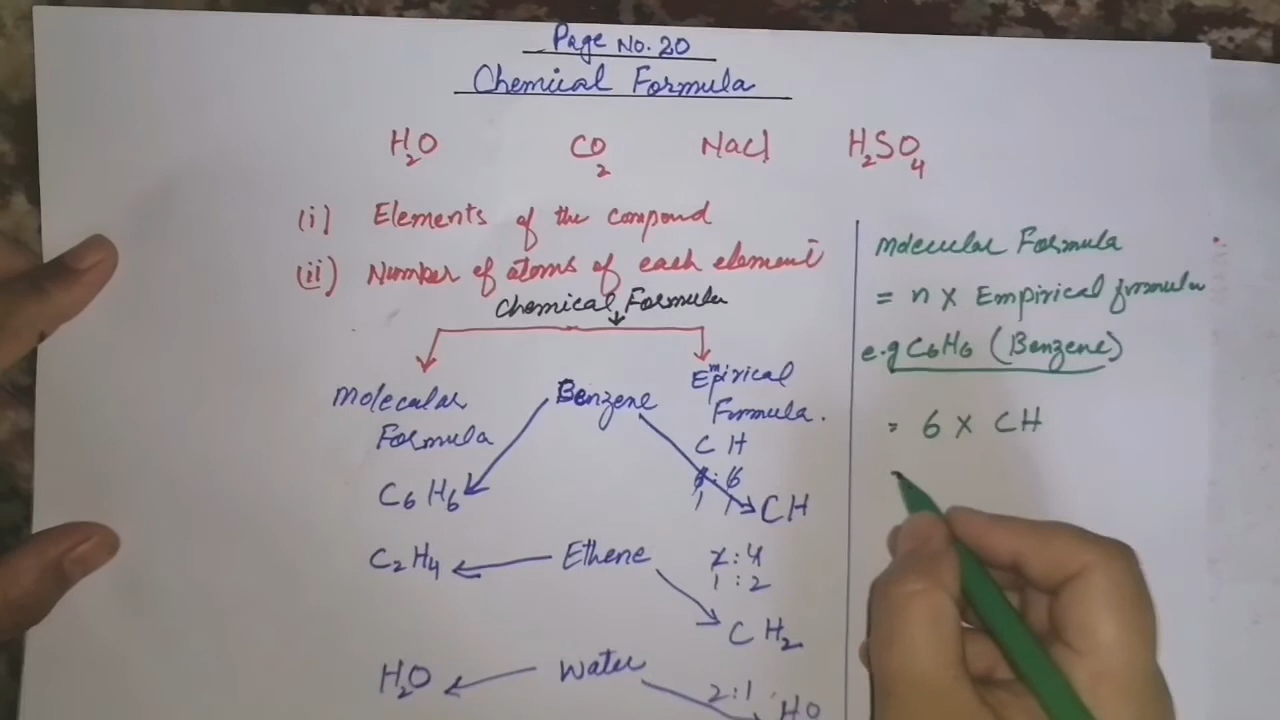 Page No. 20
Chemical Formula
H2O CO2 NaCl H2SO4
(i) Elements of the compound
(ii) Number of atoms of each element
Chemical Formula
Molecular Formula
Benzene
Empirical Formula.
C H
6:6
1 1
C6H6
CH
C2H4
Ethene
2:4
1:2
CH2
H2O
Water
2:1
H2O
Molecular Formula
= n X Empirical formula
e.g C6H6 (Benzene)
= 6 X CH